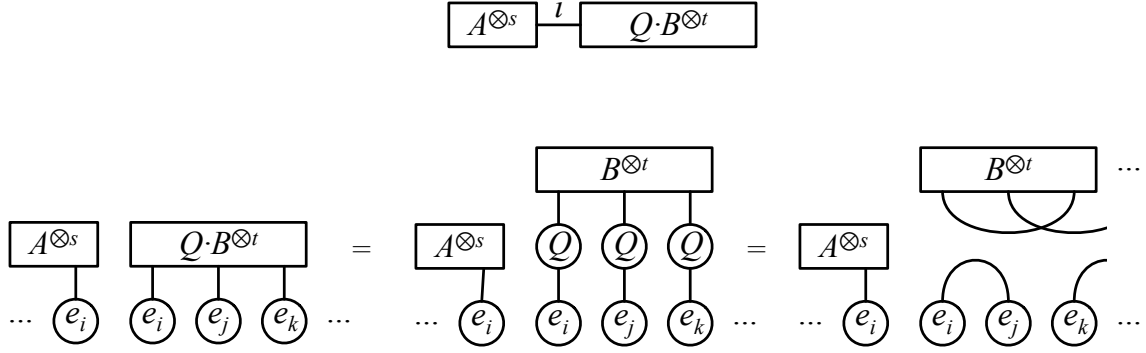 i
A⊗s Q·B⊗t
B⊗t = B⊗t ...
A⊗s Q·B⊗t = A⊗s Q Q Q = A⊗s
... e_i e_i e_j e_k ... ... e_i e_i e_j e_k ... ... e_i e_i e_j e_k ...